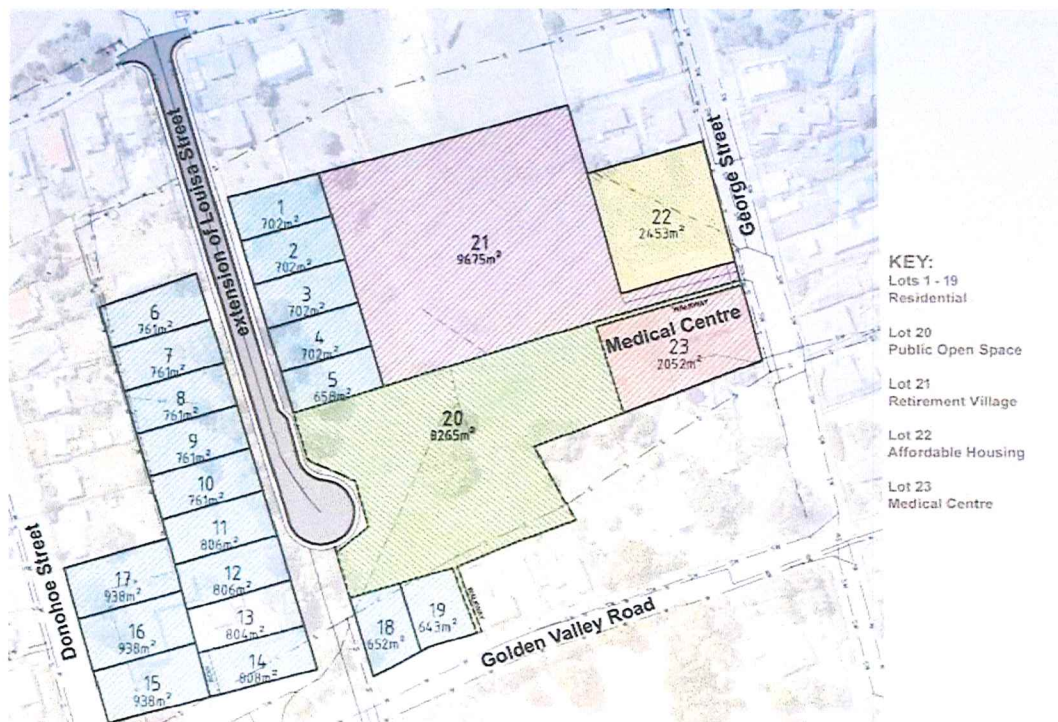 extension of Louisa Street
George Street
1
702m²
2
702m²
3
702m²
4
702m²
5
658m²
6
761m²
7
761m²
8
761m²
9
761m²
10
761m²
11
806m²
12
806m²
13
804m²
14
808m²
15
938m²
16
938m²
17
938m²
18
652m²
19
643m²
20
8265m²
21
9675m²
22
2453m²
WALKWAY
Medical Centre
23
2052m²
WALKWAY
Donohoe Street
Golden Valley Road
KEY:
Lots 1 - 19
Residential
Lot 20
Public Open Space
Lot 21
Retirement Village
Lot 22
Affordable Housing
Lot 23
Medical Centre